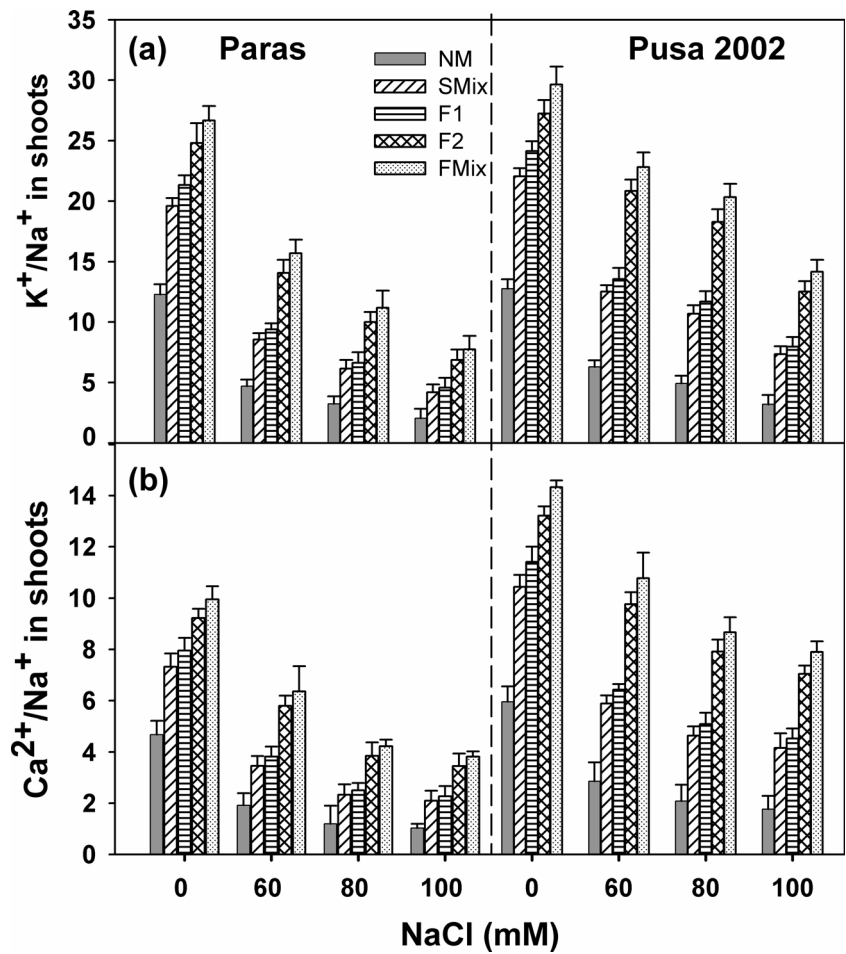 (a) Paras Pusa 2002
NM
SMix
F1
F2
FMix
K⁺/Na⁺ in shoots
35
30
25
20
15
10
5
0
(b)
Ca²⁺/Na⁺ in shoots
14
12
10
8
6
4
2
0
0 60 80 100 0 60 80 100
NaCl (mM)